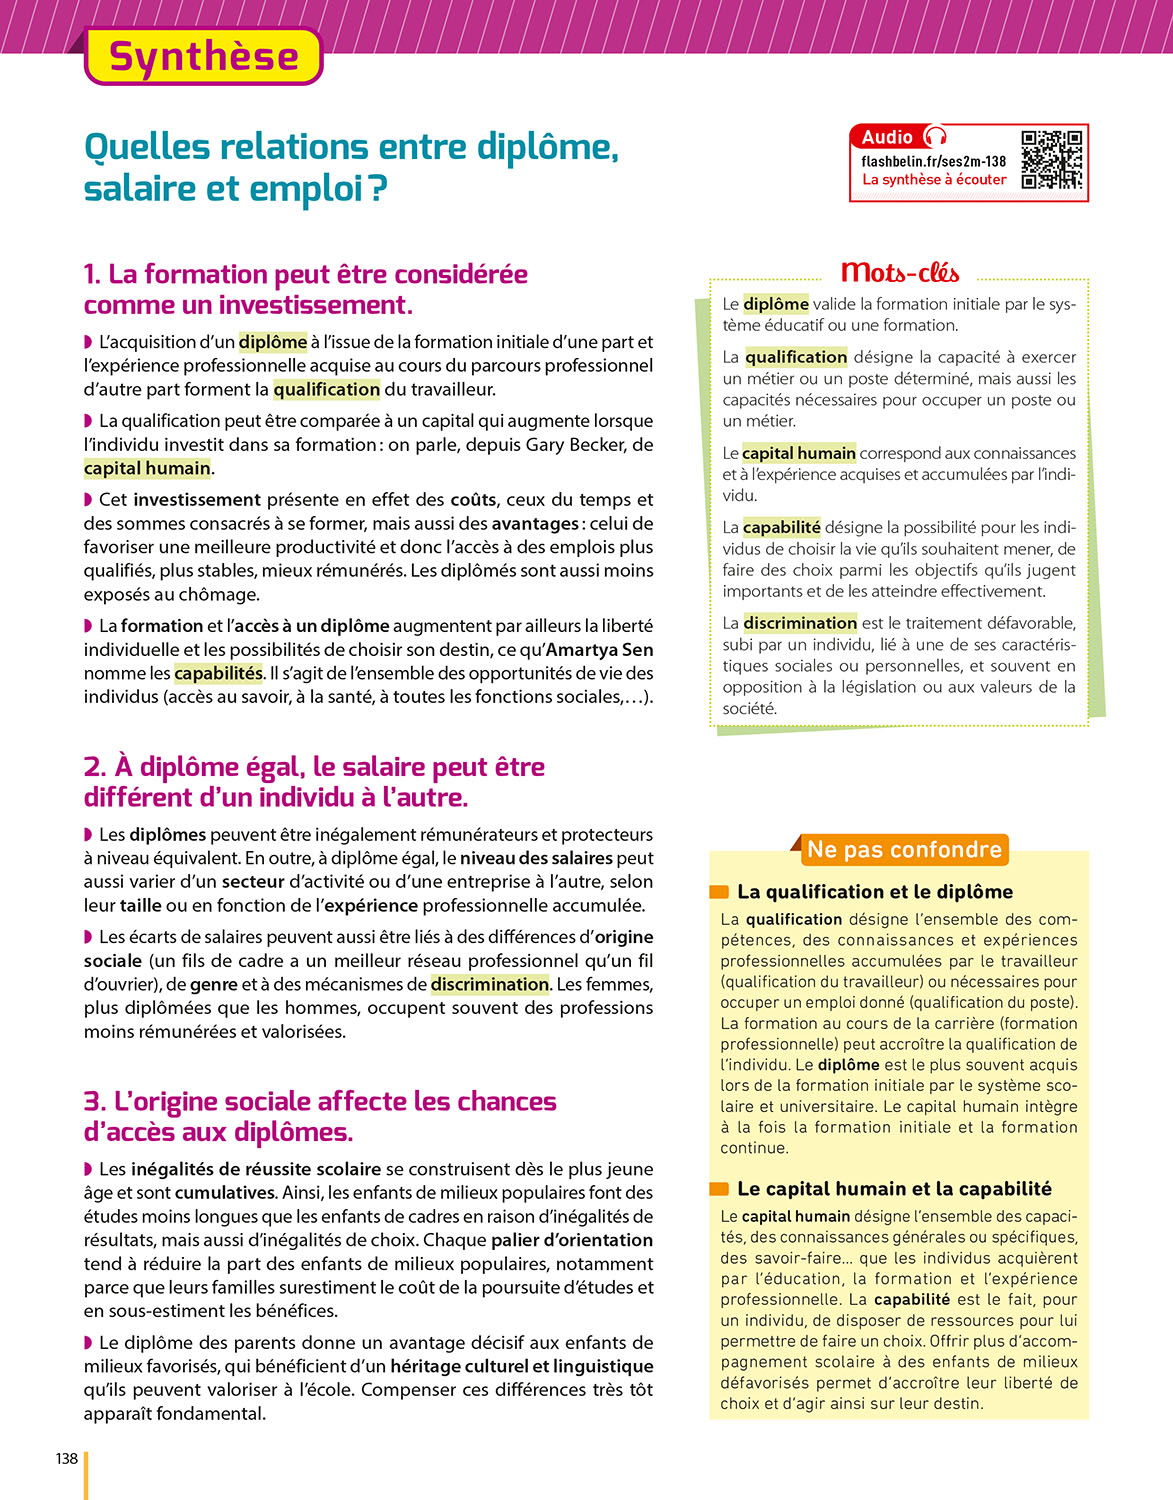 Synthèse
Quelles relations entre diplôme,
salaire et emploi ?
Audio
flashbelin.fr/ses2m-138
La synthèse à écouter
1. La formation peut être considérée
comme un investissement.
L’acquisition d’un diplôme à l’issue de la formation initiale d’une part et
l’expérience professionnelle acquise au cours du parcours professionnel
d’autre part forment la qualification du travailleur.
La qualification peut être comparée à un capital qui augmente lorsque
l’individu investit dans sa formation : on parle, depuis Gary Becker, de
capital humain.
Cet investissement présente en effet des coûts, ceux du temps et
des sommes consacrés à se former, mais aussi des avantages : celui de
favoriser une meilleure productivité et donc l’accès à des emplois plus
qualifiés, plus stables, mieux rémunérés. Les diplômés sont aussi moins
exposés au chômage.
La formation et l’accès à un diplôme augmentent par ailleurs la liberté
individuelle et les possibilités de choisir son destin, ce qu’Amartya Sen
nomme les capabilités. Il s’agit de l’ensemble des opportunités de vie des
individus (accès au savoir, à la santé, à toutes les fonctions sociales,…).
2. À diplôme égal, le salaire peut être
différent d’un individu à l’autre.
Les diplômes peuvent être inégalement rémunérateurs et protecteurs
à niveau équivalent. En outre, à diplôme égal, le niveau des salaires peut
aussi varier d’un secteur d’activité ou d’une entreprise à l’autre, selon
leur taille ou en fonction de l’expérience professionnelle accumulée.
Les écarts de salaires peuvent aussi être liés à des différences d’origine
sociale (un fils de cadre a un meilleur réseau professionnel qu’un fil
d’ouvrier), de genre et à des mécanismes de discrimination. Les femmes,
plus diplômées que les hommes, occupent souvent des professions
moins rémunérées et valorisées.
3. L’origine sociale affecte les chances
d’accès aux diplômes.
Les inégalités de réussite scolaire se construisent dès le plus jeune
âge et sont cumulatives. Ainsi, les enfants de milieux populaires font des
études moins longues que les enfants de cadres en raison d’inégalités de
résultats, mais aussi d’inégalités de choix. Chaque palier d’orientation
tend à réduire la part des enfants de milieux populaires, notamment
parce que leurs familles surestiment le coût de la poursuite d’études et
en sous-estiment les bénéfices.
Le diplôme des parents donne un avantage décisif aux enfants de
milieux favorisés, qui bénéficient d’un héritage culturel et linguistique
qu’ils peuvent valoriser à l’école. Compenser ces différences très tôt
apparaît fondamental.
Mots-clés
Le diplôme valide la formation initiale par le sys-
tème éducatif ou une formation.
La qualification désigne la capacité à exercer
un métier ou un poste déterminé, mais aussi les
capacités nécessaires pour occuper un poste ou
un métier.
Le capital humain correspond aux connaissances
et à l’expérience acquises et accumulées par l’indi-
vidu.
La capabilité désigne la possibilité pour les indi-
vidus de choisir la vie qu’ils souhaitent mener, de
faire des choix parmi les objectifs qu’ils jugent
importants et de les atteindre effectivement.
La discrimination est le traitement défavorable,
subi par un individu, lié à une de ses caractéris-
tiques sociales ou personnelles, et souvent en
opposition à la législation ou aux valeurs de la
société.
Ne pas confondre
La qualification et le diplôme
La qualification désigne l’ensemble des com-
pétences, des connaissances et expériences
professionnelles accumulées par le travailleur
(qualification du travailleur) ou nécessaires pour
occuper un emploi donné (qualification du poste).
La formation au cours de la carrière (formation
professionnelle) peut accroître la qualification de
l’individu. Le diplôme est le plus souvent acquis
lors de la formation initiale par le système sco-
laire et universitaire. Le capital humain intègre
à la fois la formation initiale et la formation
continue.
Le capital humain et la capabilité
Le capital humain désigne l’ensemble des capaci-
tés, des connaissances générales ou spécifiques,
des savoir-faire... que les individus acquièrent
par l’éducation, la formation et l’expérience
professionnelle. La capabilité est le fait, pour
un individu, de disposer de ressources pour lui
permettre de faire un choix. Offrir plus d’accom-
pagnement scolaire à des enfants de milieux
défavorisés permet d’accroître leur liberté de
choix et d’agir ainsi sur leur destin.
138